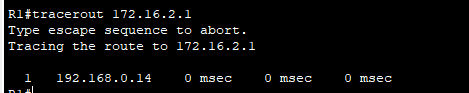 R1#tracerout 172.16.2.1
Type escape sequence to abort.
Tracing the route to 172.16.2.1
1 192.168.0.14 0 msec 0 msec 0 msec
R1#